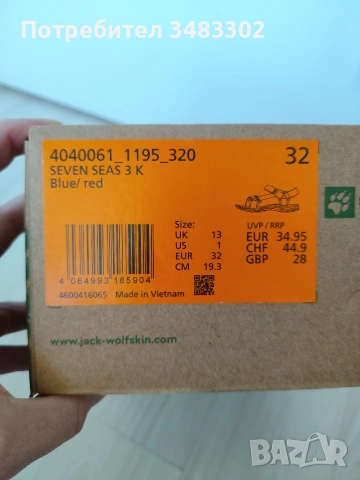 Потребител 3483302
4040061_1195_320
32
SEVEN SEAS 3 K
Blue/ red
Size:
UK 13
US 1
EUR 32
CM 19.3
UVP / RRP
EUR 34.95
CHF 44.9
GBP 28
4 064993 185904
4600416065 Made in Vietnam
www.jack-wolfskin.com
BAZAR
bg